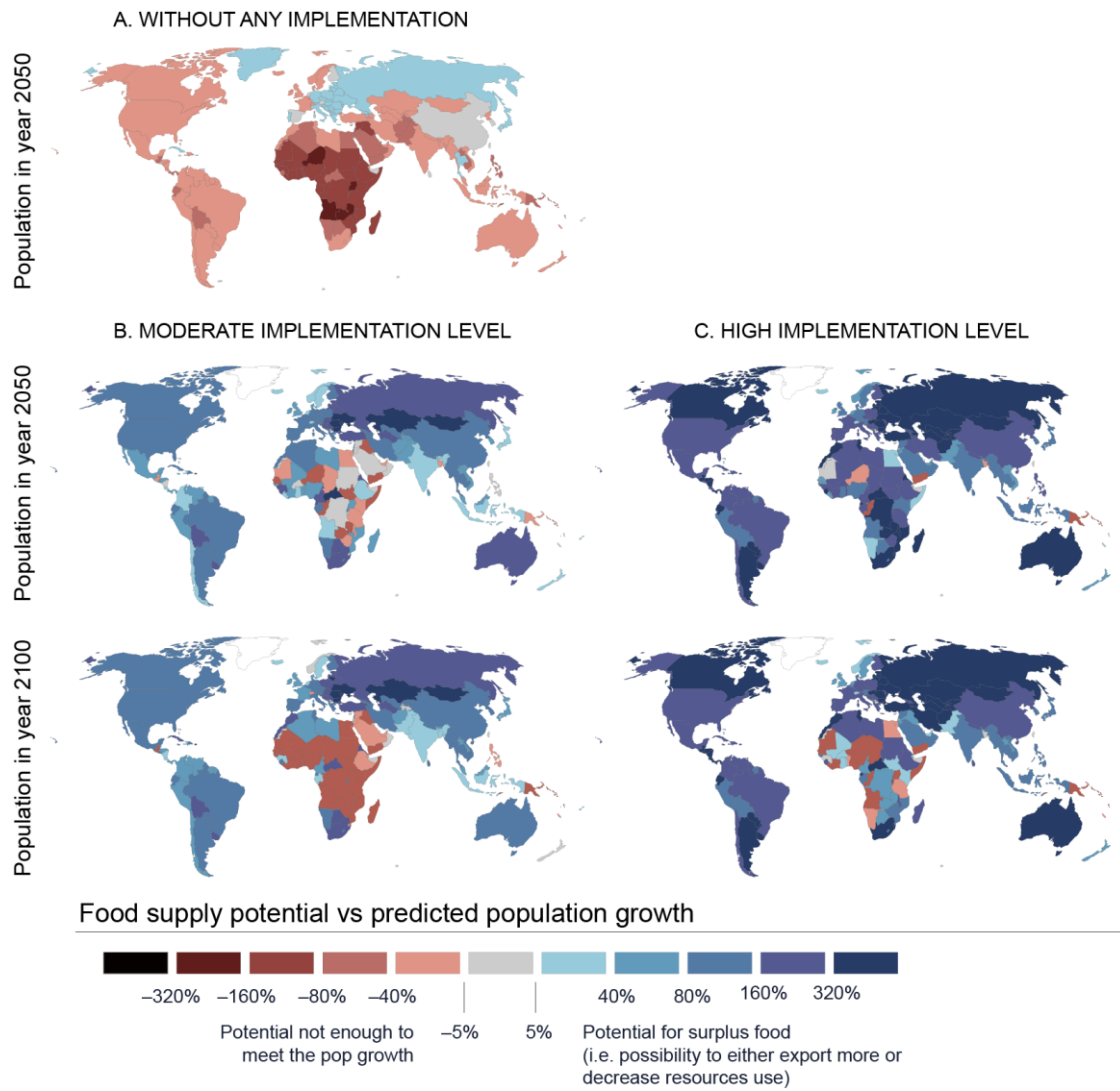 A. WITHOUT ANY IMPLEMENTATION
Population in year 2050
B. MODERATE IMPLEMENTATION LEVEL
C. HIGH IMPLEMENTATION LEVEL
Population in year 2050
Population in year 2100
Food supply potential vs predicted population growth
–320% –160% –80% –40% –5% 5% 40% 80% 160% 320%
Potential not enough to
meet the pop growth
Potential for surplus food
(i.e. possibility to either export more or
decrease resources use)